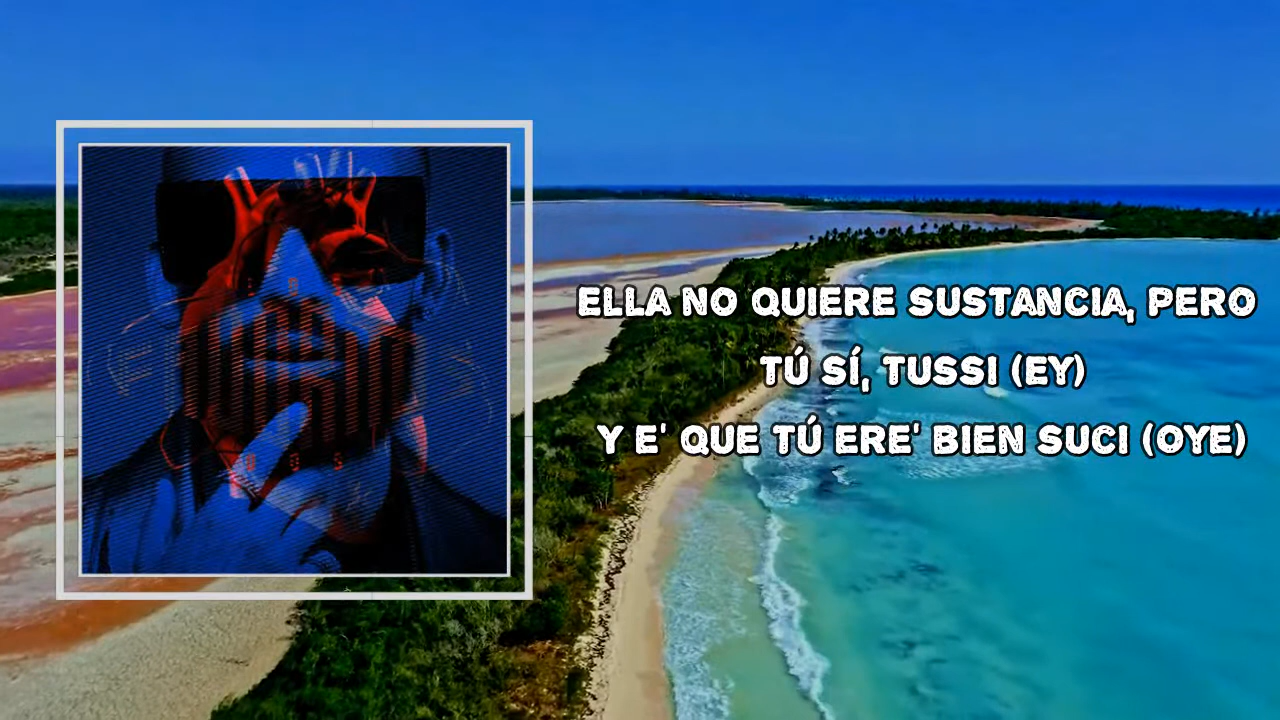 ELLA NO QUIERE SUSTANCIA, PERO
TÚ SÍ, TUSSI (EY)
Y E' QUE TÚ ERE' BIEN SUCI (OYE)